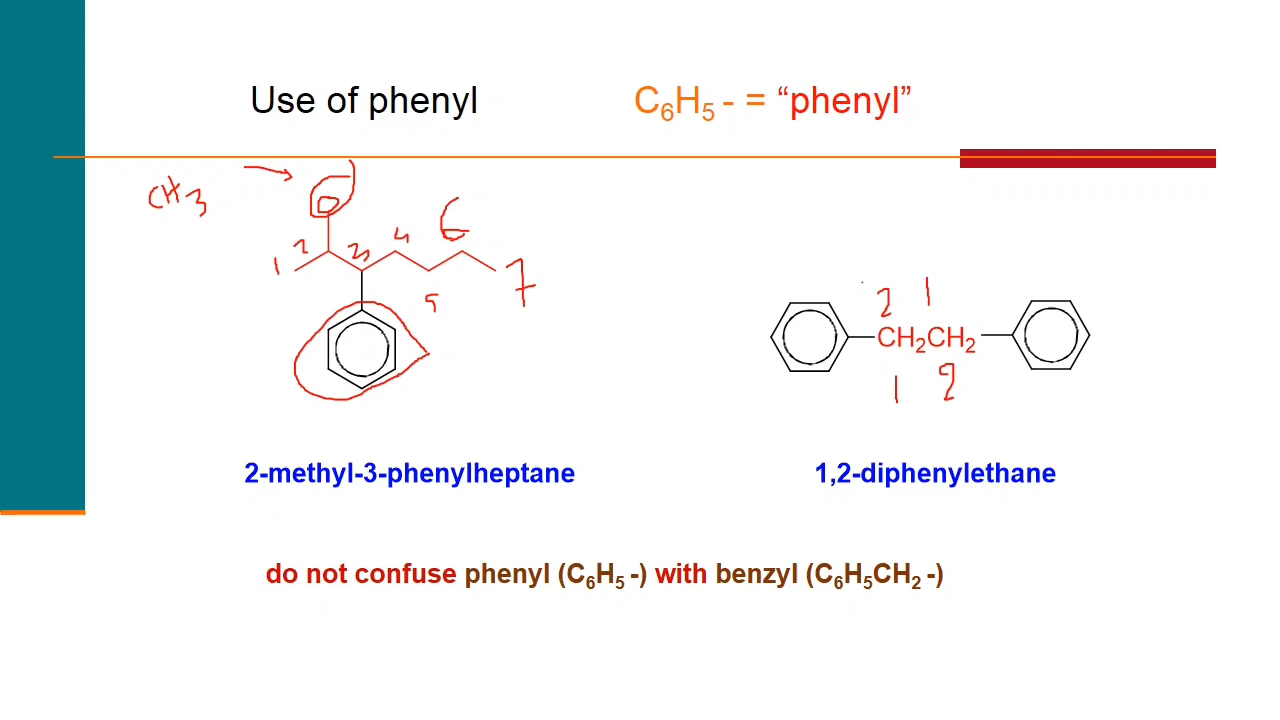 Use of phenyl
C6H5 - = “phenyl”
CH3
1 2 3 4 5 6 7
2 1
CH2CH2
1 2
2-methyl-3-phenylheptane
1,2-diphenylethane
do not confuse phenyl (C6H5 -) with benzyl (C6H5CH2 -)